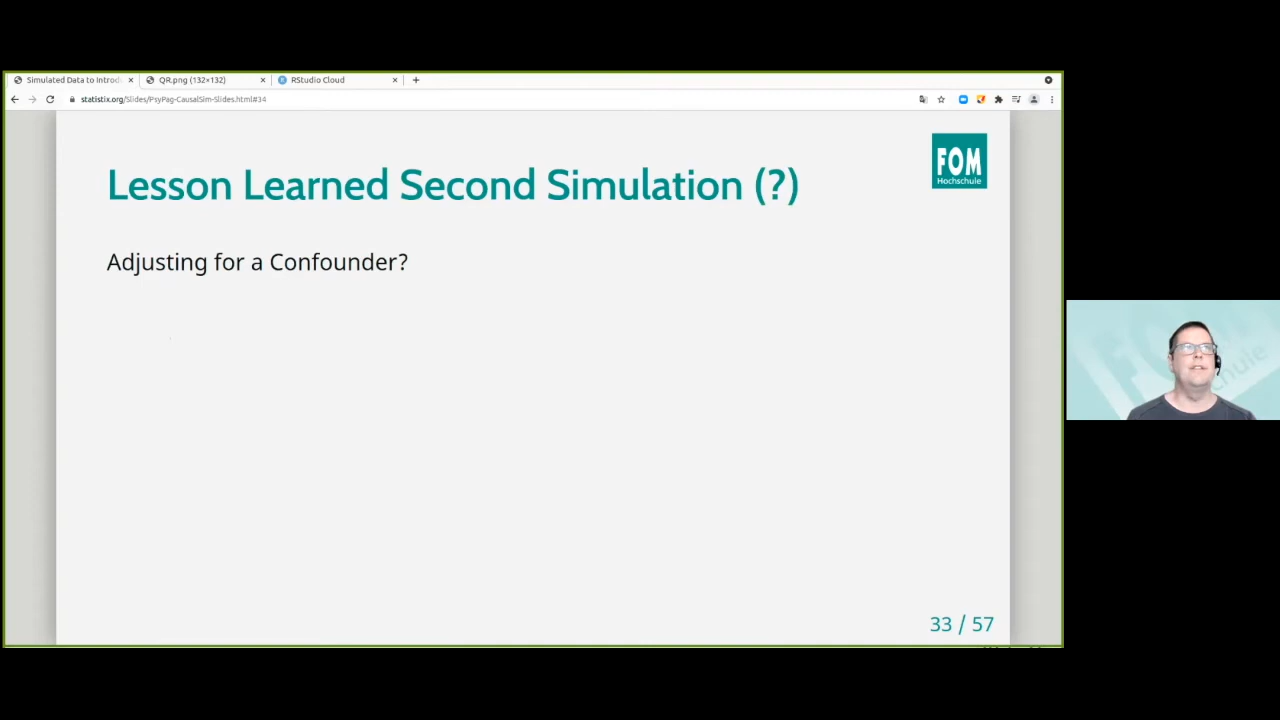 Simulated Data to Introd
QR.png (132×132)
RStudio Cloud
statistix.org/Slides/PsyPag-CausalSim-Slides.html#34
FOM
Hochschule
Lesson Learned Second Simulation (?)
Adjusting for a Confounder?
33 / 57